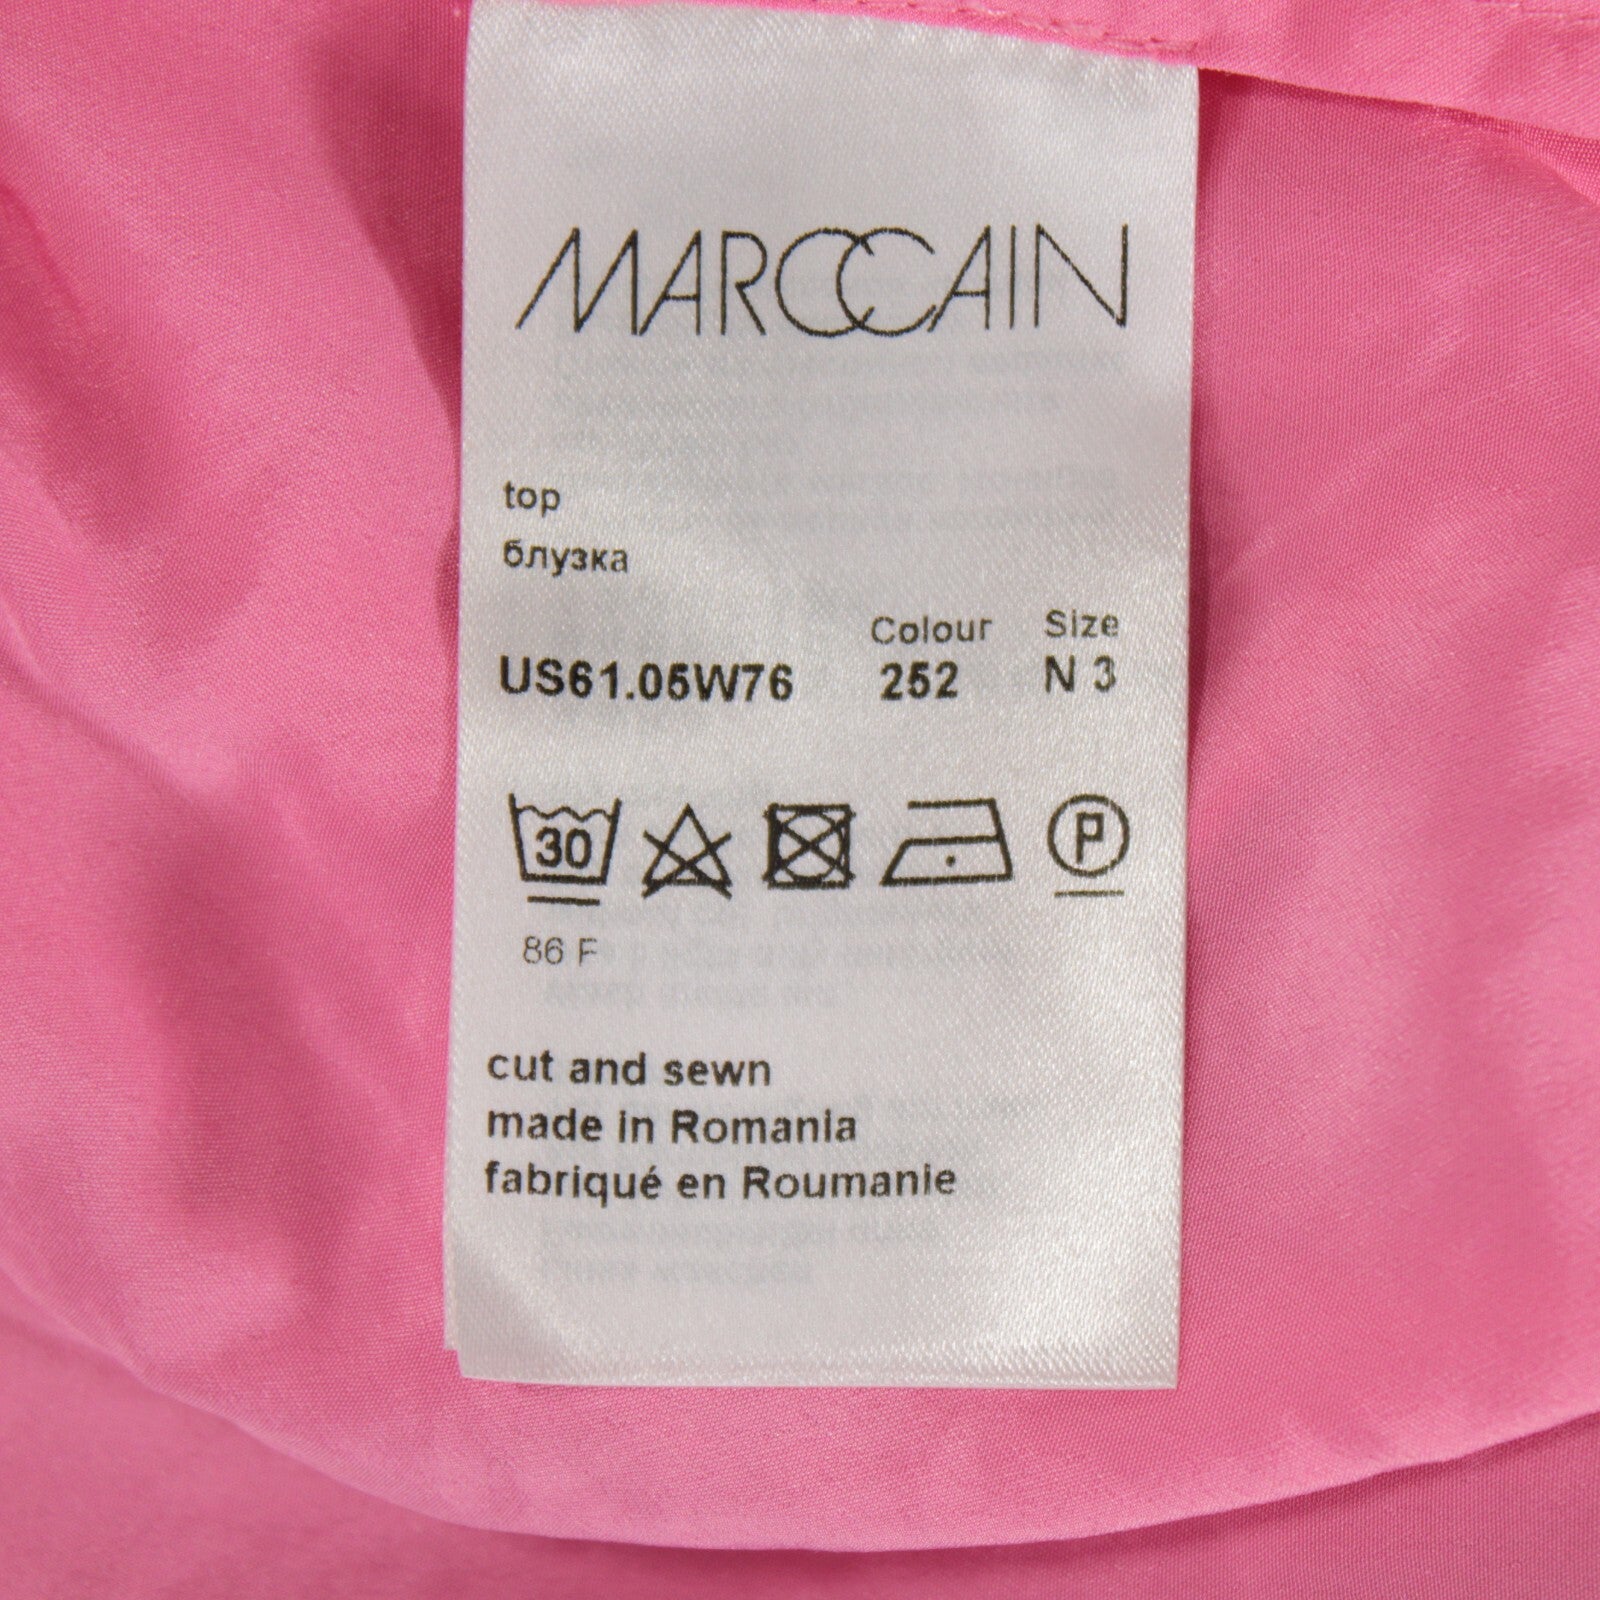 MARCCAIN
top
блузка
Colour Size
US61.05W76 252 N 3
30 P
86 F
cut and sewn
made in Romania
fabriqué en Roumanie